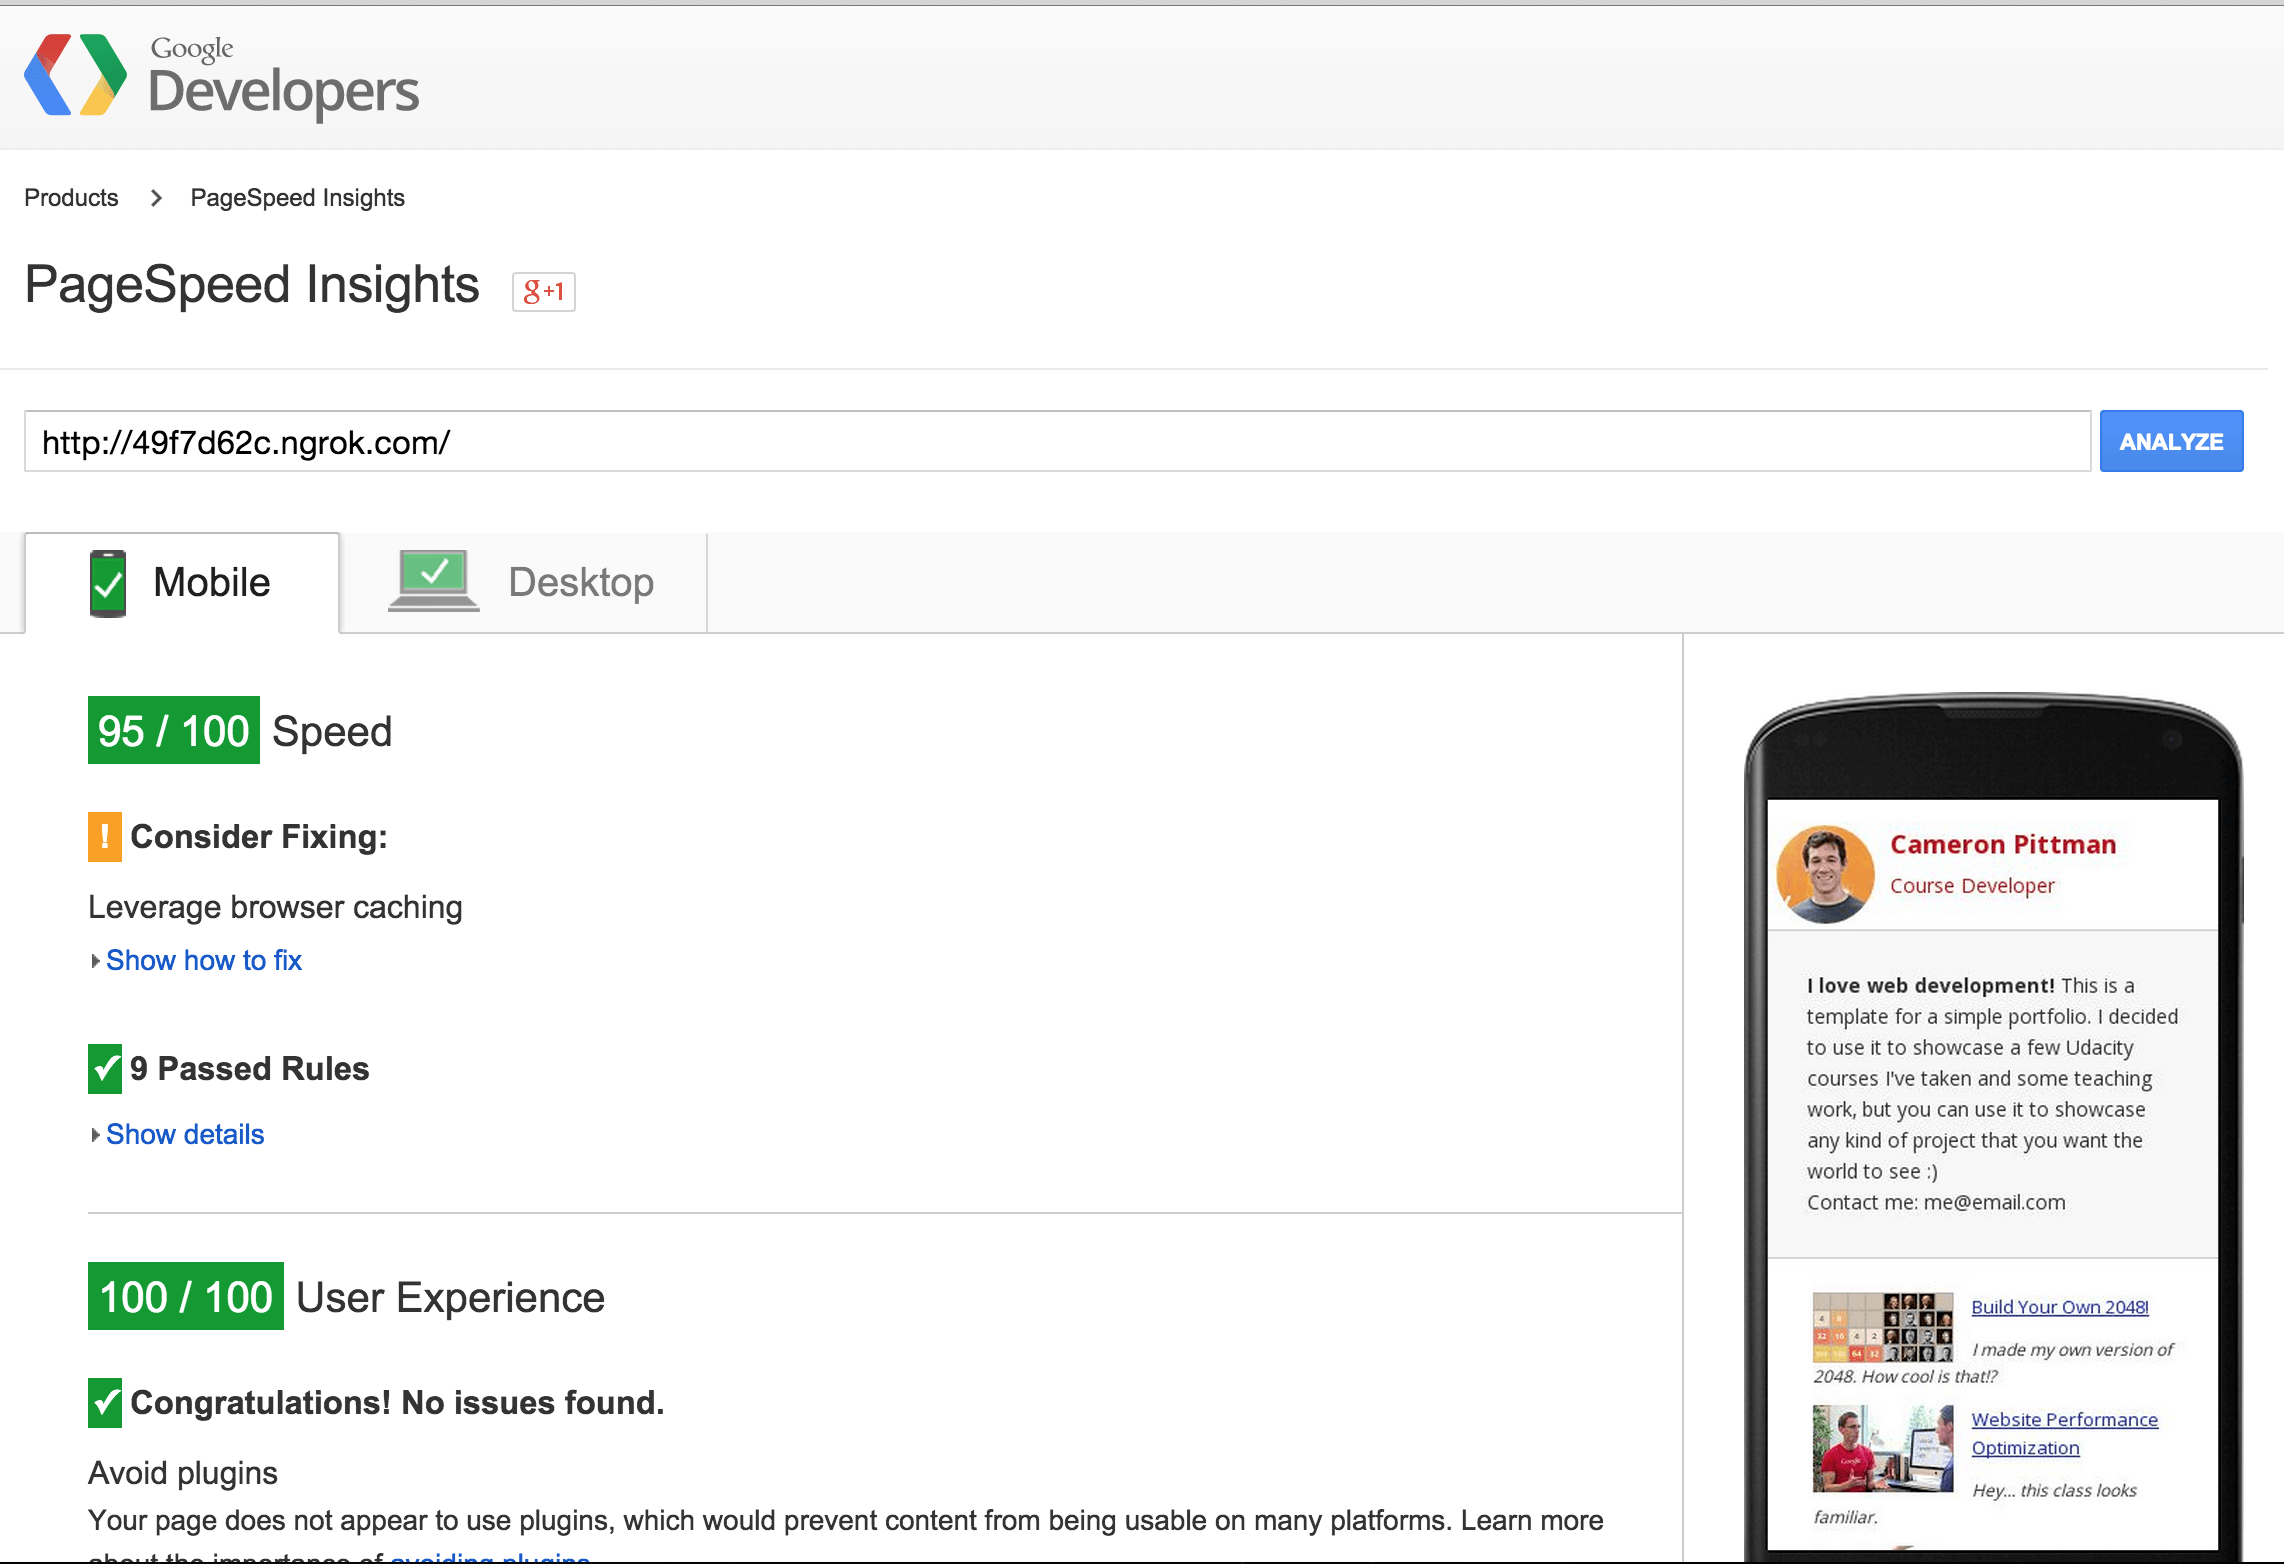 Google
Developers
Products > PageSpeed Insights
PageSpeed Insights
g+1
http://49f7d62c.ngrok.com/
ANALYZE
Mobile
Desktop
95 / 100 Speed
! Consider Fixing:
Leverage browser caching
Show how to fix
9 Passed Rules
Show details
100 / 100 User Experience
Congratulations! No issues found.
Avoid plugins
Your page does not appear to use plugins, which would prevent content from being usable on many platforms. Learn more
about the importance of avoiding plugins.
Cameron Pittman
Course Developer
I love web development! This is a
template for a simple portfolio. I decided
to use it to showcase a few Udacity
courses I've taken and some teaching
work, but you can use it to showcase
any kind of project that you want the
world to see :)
Contact me: me@email.com
Build Your Own 2048!
I made my own version of
2048. How cool is that!?
Website Performance
Optimization
Hey... this class looks
familiar.